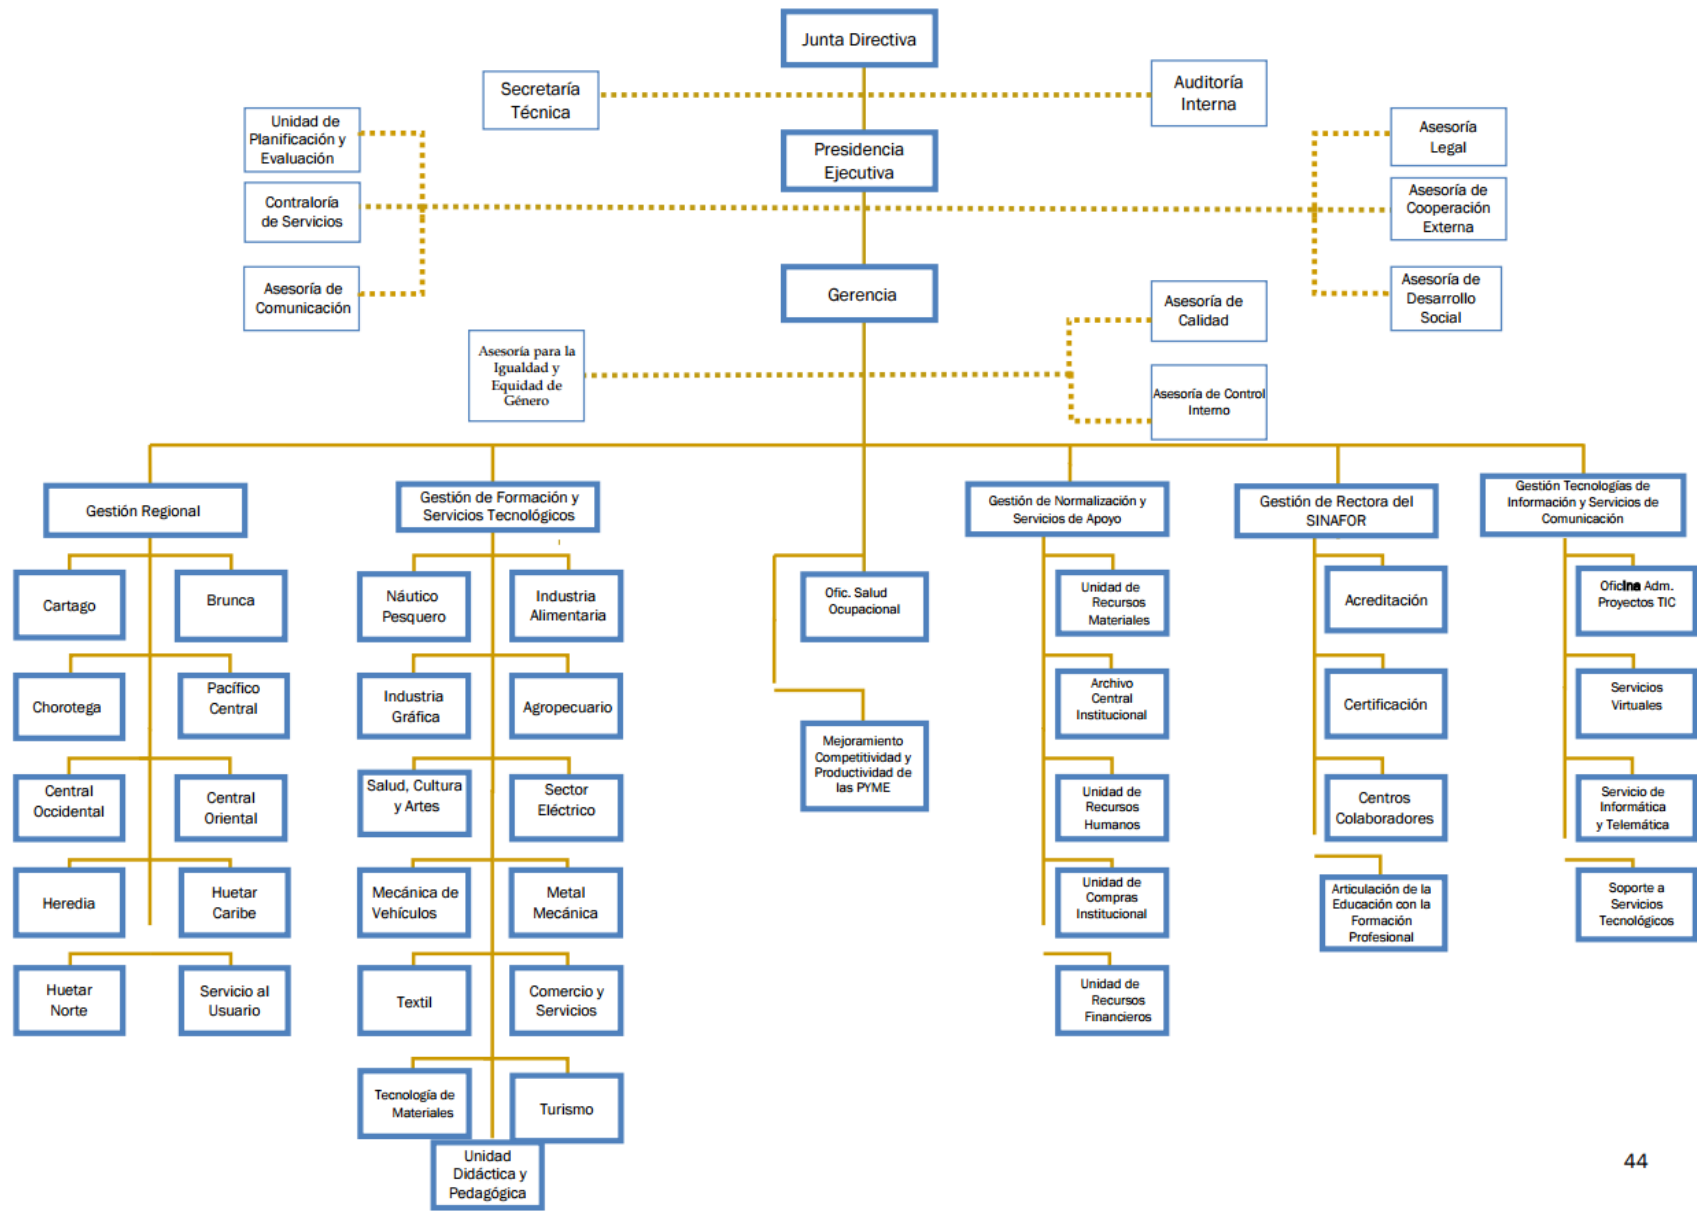 Junta Directiva
Secretaría
Técnica
Auditoría
Interna
Unidad de
Planificación y
Evaluación
Presidencia
Ejecutiva
Asesoría
Legal
Contraloría
de Servicios
Asesoría de
Cooperación
Externa
Asesoría de
Comunicación
Gerencia
Asesoría de
Desarrollo
Social
Asesoría de
Calidad
Asesoría para la
Igualdad y
Equidad de
Género
Asesoría de Control
Interno
Gestión Regional
Gestión de Formación y
Servicios Tecnológicos
Gestión de Normalización y
Servicios de Apoyo
Gestión de Rectora del
SINAFOR
Gestión Tecnologías de
Información y Servicios de
Comunicación
Cartago
Brunca
Náutico
Pesquero
Industria
Alimentaria
Ofic. Salud
Ocupacional
Unidad de
Recursos
Materiales
Acreditación
Oficina Adm.
Proyectos TIC
Chorotega
Pacífico
Central
Industria
Gráfica
Agropecuario
Archivo
Central
Institucional
Certificación
Servicios
Virtuales
Mejoramiento
Competitividad y
Productividad de
las PYME
Central
Occidental
Central
Oriental
Salud, Cultura
y Artes
Sector
Eléctrico
Unidad de
Recursos
Humanos
Centros
Colaboradores
Servicio de
Informática
y Telemática
Heredia
Huetar
Caribe
Mecánica de
Vehículos
Metal
Mecánica
Unidad de
Compras
Institucional
Articulación de la
Educación con la
Formación
Profesional
Soporte a
Servicios
Tecnológicos
Huetar
Norte
Servicio al
Usuario
Textil
Comercio y
Servicios
Unidad de
Recursos
Financieros
Tecnología de
Materiales
Turismo
Unidad
Didáctica y
Pedagógica
44